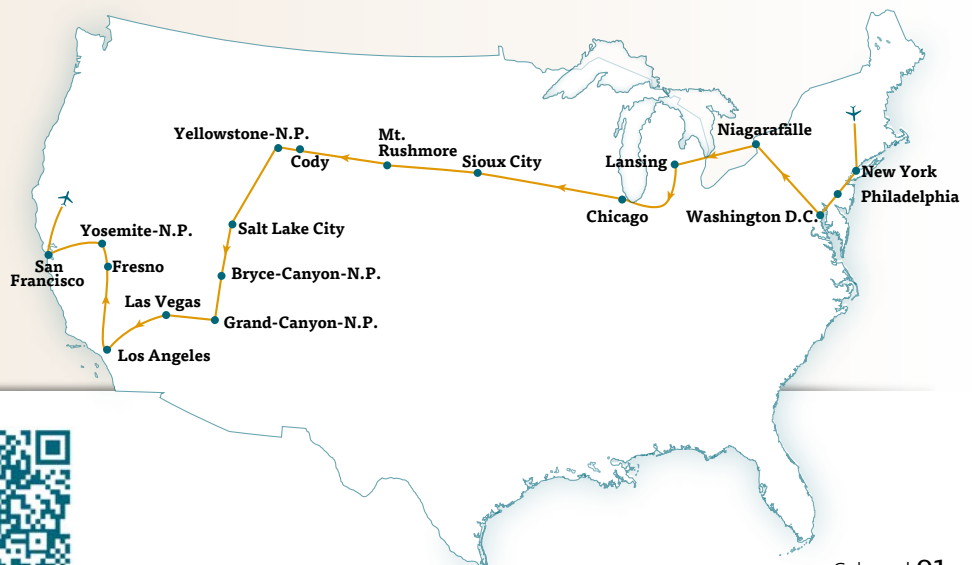 Niagarafälle
Yellowstone-N.P.
Mt.
Rushmore
Cody
Sioux City
Lansing
New York
Philadelphia
Chicago
Washington D.C.
Salt Lake City
Yosemite-N.P.
San
Francisco
Fresno
Bryce-Canyon-N.P.
Las Vegas
Grand-Canyon-N.P.
Los Angeles